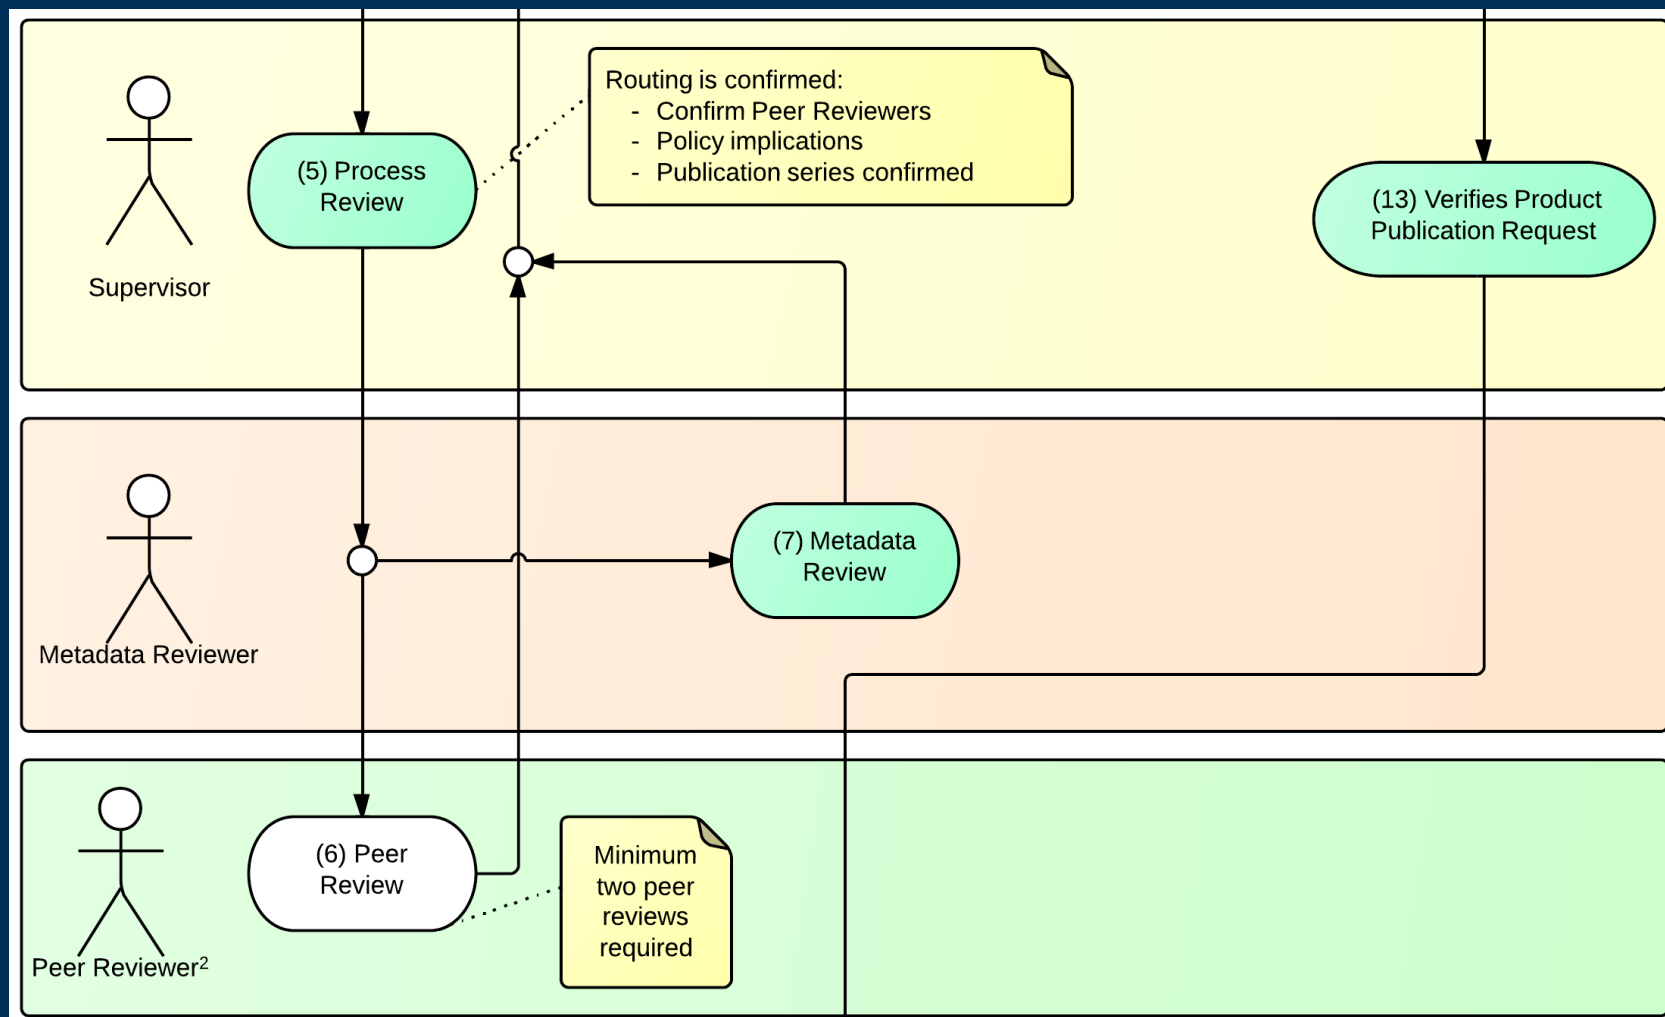 Routing is confirmed:
- Confirm Peer Reviewers
- Policy implications
- Publication series confirmed
(5) Process
Review
(13) Verifies Product
Publication Request
Supervisor
(7) Metadata
Review
Metadata Reviewer
(6) Peer
Review
Minimum
two peer
reviews
required
Peer Reviewer²